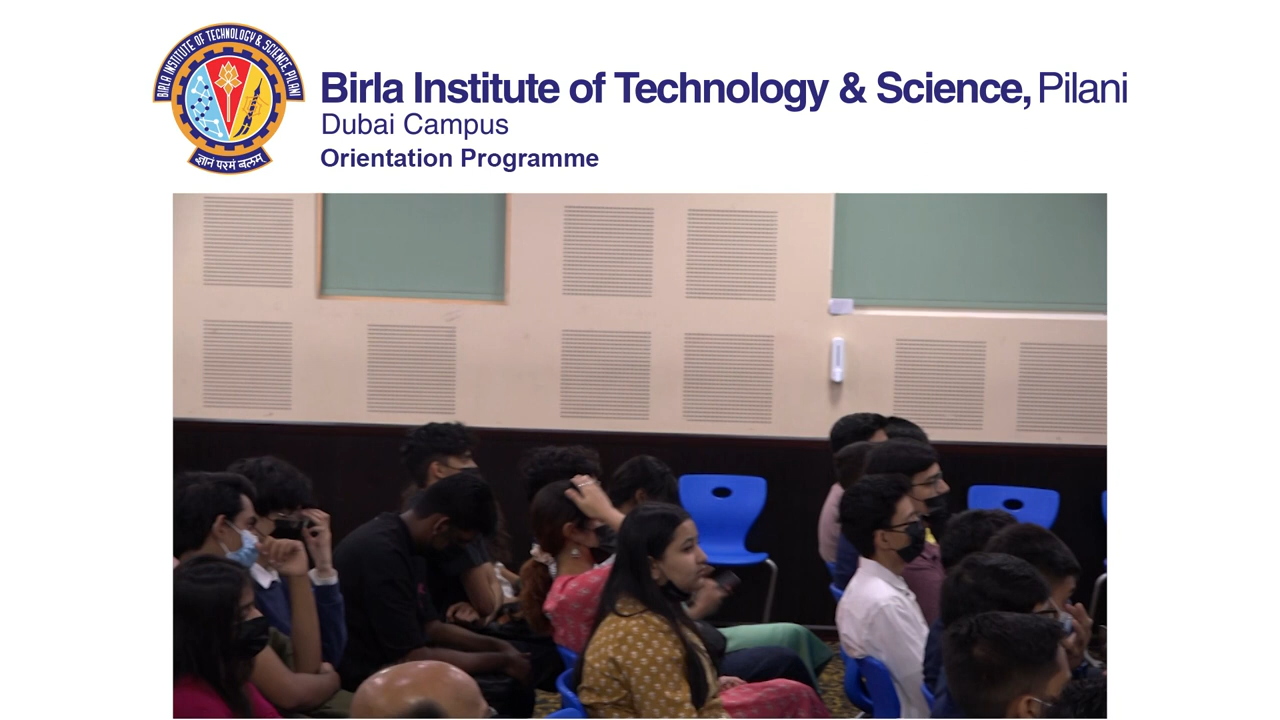 BIRLA INSTITUTE OF TECHNOLOGY & SCIENCE, PILANI
ज्ञानं परमं बलम्
Birla Institute of Technology & Science, Pilani
Dubai Campus
Orientation Programme